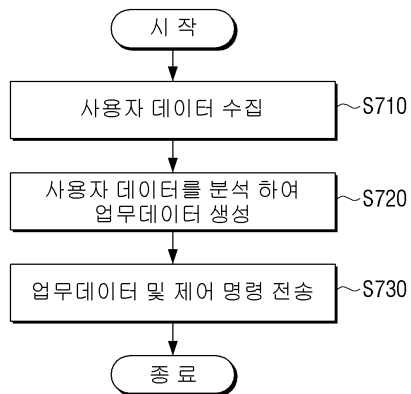 시 작
사용자 데이터 수집
S710
사용자 데이터를 분석 하여
업무데이터 생성
S720
업무데이터 및 제어 명령 전송
S730
종 료